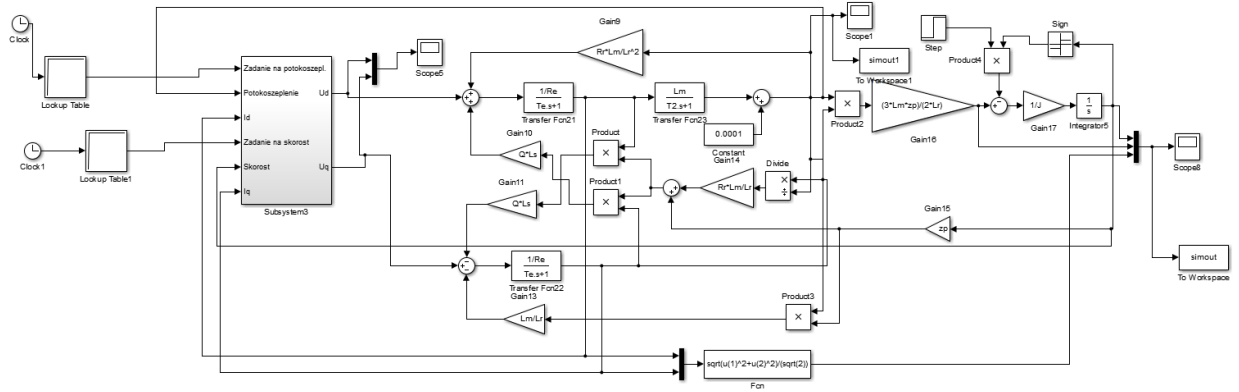 Clock
Lookup Table
Clock1
Lookup Table1
Zadanie na potokoszepl.
Potokoszeplenie
Id
Zadanie na skorost
Skorost
Iq
Ud
Uq
Subsystem3
Scope5
Gain9
Rr*Lm/Lr^2
1/Re
Te.s+1
Transfer Fcn21
Lm
T2.s+1
Transfer Fcn23
0.0001
Constant
Gain10
Q*Ls
Gain11
Q*Ls
Product
Product1
Gain14
Rr*Lm/Lr
Divide
1/Re
Te.s+1
Transfer Fcn22
Gain13
Lm/Lr
Product3
Gain15
zp
sqrt(u(1)^2+u(2)^2)/(sqrt(2))
Fcn
Scope1
simout1
To Workspace1
Product2
(3*Lm*zp)/(2*Lr)
Gain16
Step
Product4
Sign
1/J
Gain17
1
s
Integrator5
Scope8
simout
To Workspace